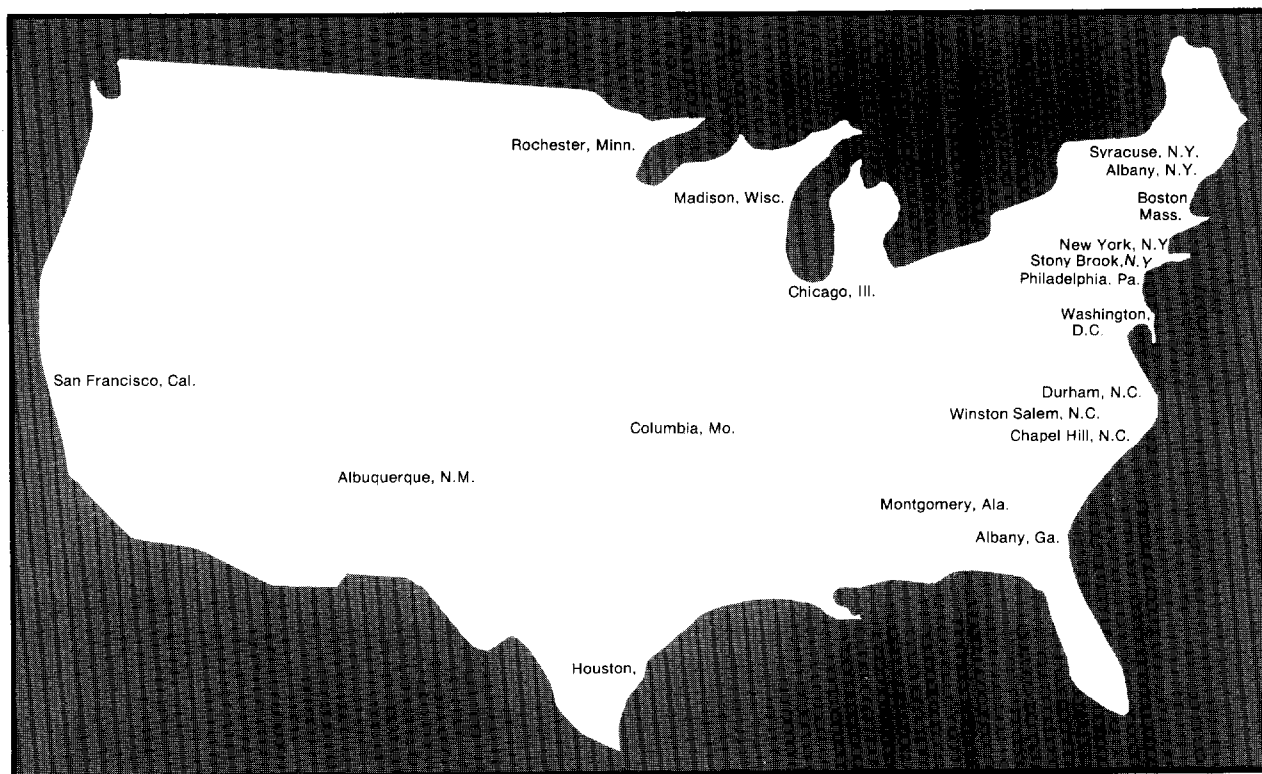 Rochester, Minn.
Syracuse, N.Y.
Albany, N.Y.
Madison, Wisc.
Boston
Mass.
New York, N.Y
Stony Brook, N.Y
Philadelphia. Pa.
Chicago, Ill.
Washington,
D.C.
San Francisco, Cal.
Durham, N.C.
Winston Salem, N.C.
Columbia, Mo.
Chapel Hill, N.C.
Albuquerque, N.M.
Montgomery, Ala.
Albany, Ga.
Houston,